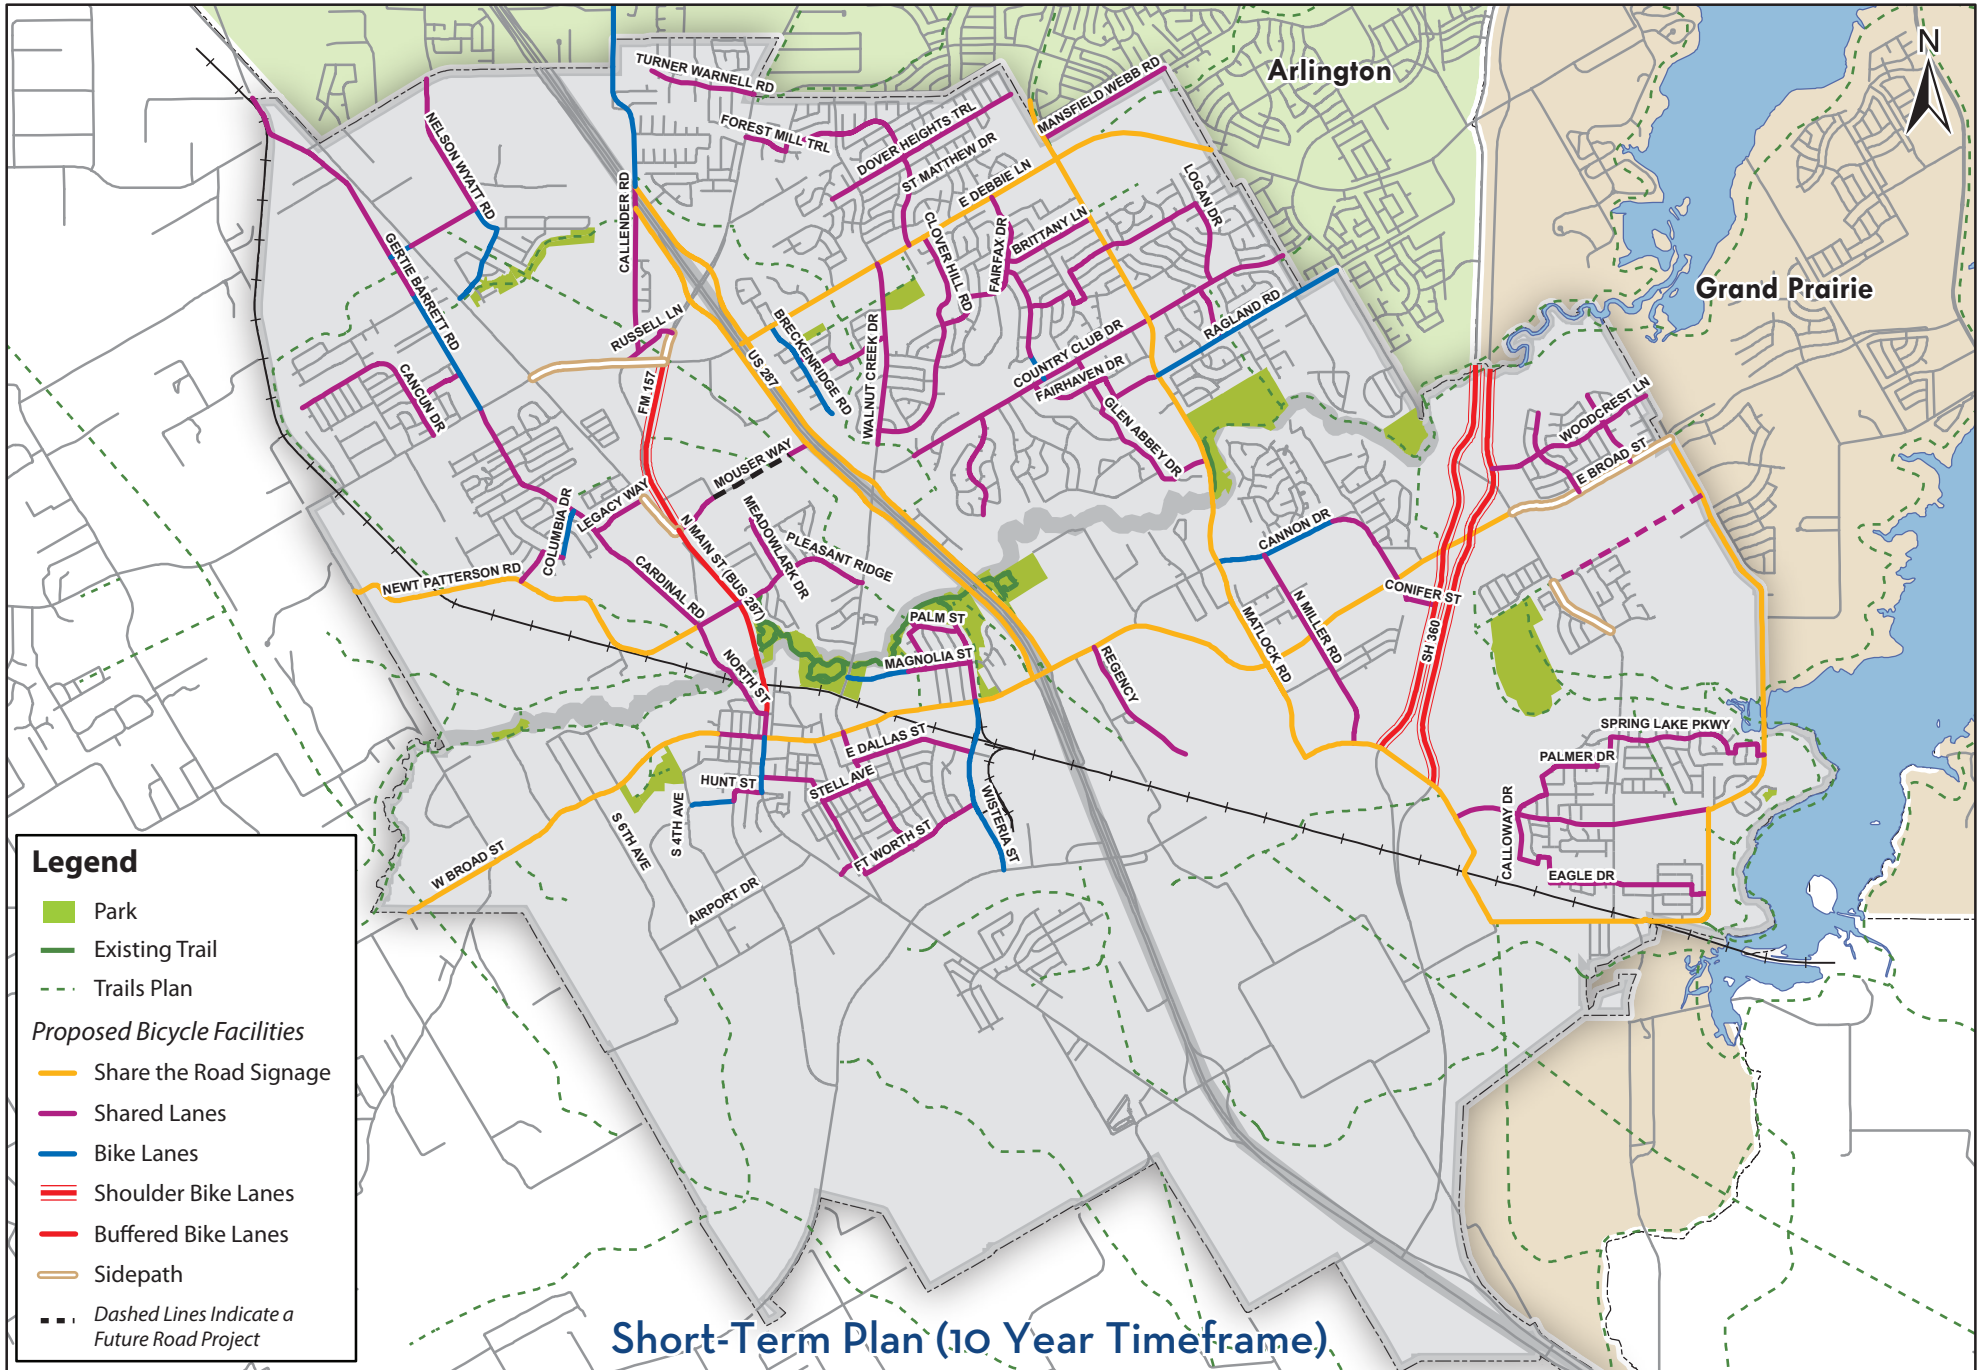 N
Arlington
Grand Prairie
TURNER WARNELL RD
MANSFIELD WEBB RD
FOREST MILL TRL
DOVER HEIGHTS TRL
ST MATTHEW DR
E DEBBIE LN
NELSON WYATT RD
CALLENDER RD
LOGAN DR
CLOVER HILL RD
FAIRFAX DR
BRITTANY LN
GERTIE BARRETT RD
RUSSELL LN
BRECKENRIDGE RD
US 287
WALNUT CREEK DR
COUNTRY CLUB DR
RAGLAND RD
FAIRHAVEN DR
CANCUN DR
FM 157
GLEN ABBEY DR
WOODCREST LN
E BROAD ST
MOUSER WAY
LEGACY WAY
COLUMBIA DR
MEADOWLARK DR
PLEASANT RIDGE
N MAIN ST (BUS 287)
CANNON DR
NEWT PATTERSON RD
CARDINAL RD
CONIFER ST
N MILLER RD
MATLOCK RD
SH 360
PALM ST
MAGNOLIA ST
NORTH ST
REGENCY
E DALLAS ST
SPRING LAKE PKWY
PALMER DR
HUNT ST
STELL AVE
WISTERIA ST
S 4TH AVE
S 6TH AVE
FT WORTH ST
CALLOWAY DR
EAGLE DR
W BROAD ST
AIRPORT DR
Legend
Park
Existing Trail
Trails Plan
Proposed Bicycle Facilities
Share the Road Signage
Shared Lanes
Bike Lanes
Shoulder Bike Lanes
Buffered Bike Lanes
Sidepath
Dashed Lines Indicate a
Future Road Project
Short-Term Plan (10 Year Timeframe)